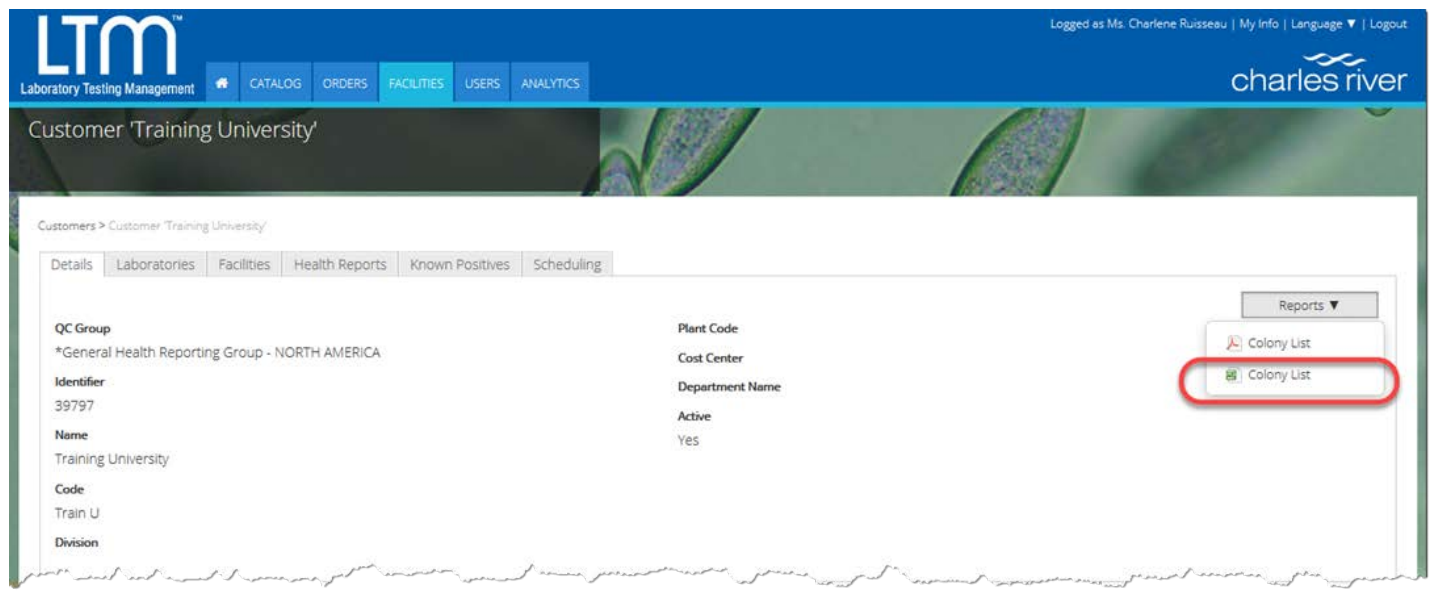 LTM™
Laboratory Testing Management
Logged as Ms. Charlene Ruisseau | My Info | Language ▼ | Logout
CATALOG ORDERS FACILITIES USERS ANALYTICS
charles river
Customer 'Training University'
Customers > Customer 'Training University'
Details Laboratories Facilities Health Reports Known Positives Scheduling
Reports ▼
Colony List
Colony List
QC Group
*General Health Reporting Group - NORTH AMERICA
Identifier
39797
Name
Training University
Code
Train U
Division
Plant Code
Cost Center
Department Name
Active
Yes